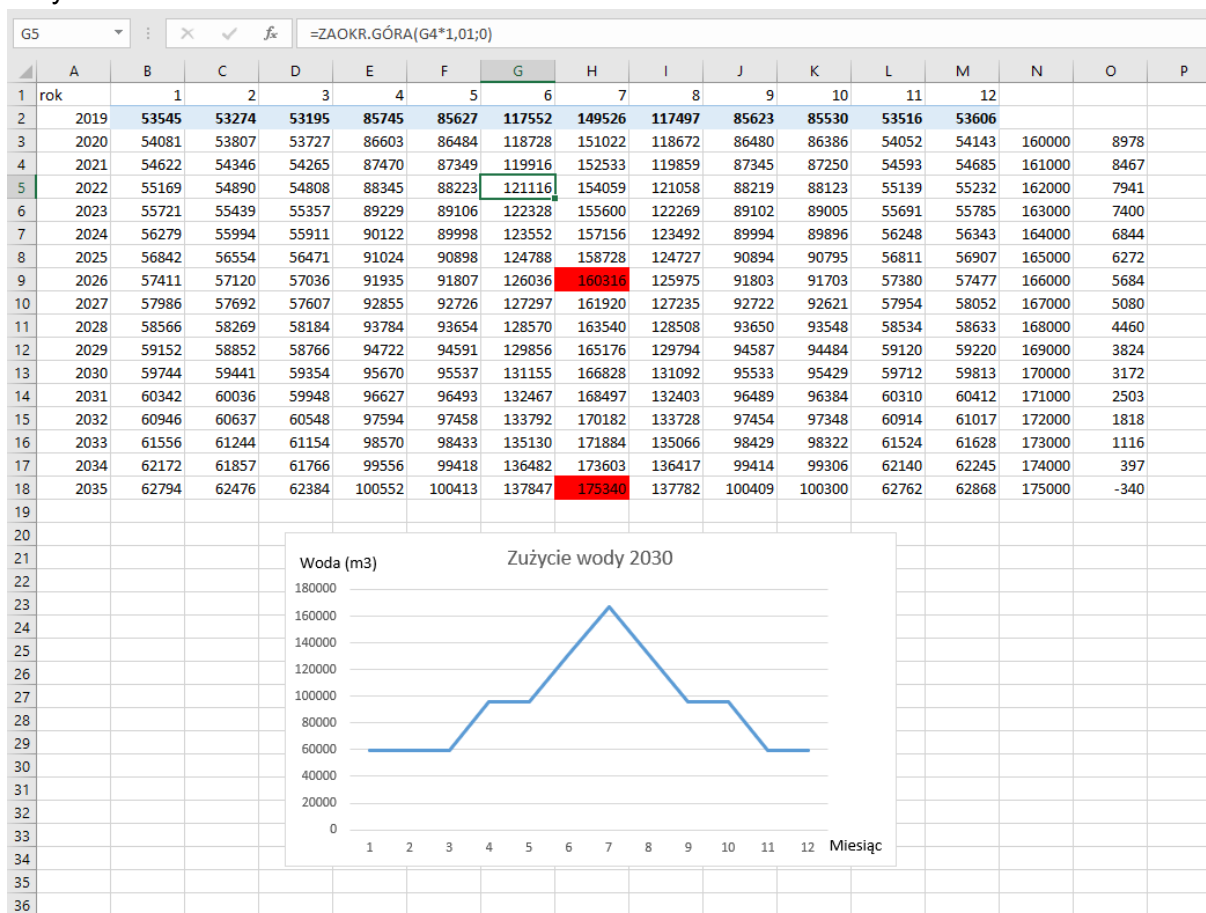 G5 fx =ZAOKR.GÓRA(G4*1,01;0)
A B C D E F G H I J K L M N O P
1 rok 1 2 3 4 5 6 7 8 9 10 11 12
2 2019 53545 53274 53195 85745 85627 117552 149526 117497 85623 85530 53516 53606
3 2020 54081 53807 53727 86603 86484 118728 151022 118672 86480 86386 54052 54143 160000 8978
4 2021 54622 54346 54265 87470 87349 119916 152533 119859 87345 87250 54593 54685 161000 8467
5 2022 55169 54890 54808 88345 88223 121116 154059 121058 88219 88123 55139 55232 162000 7941
6 2023 55721 55439 55357 89229 89106 122328 155600 122269 89102 89005 55691 55785 163000 7400
7 2024 56279 55994 55911 90122 89998 123552 157156 123492 89994 89896 56248 56343 164000 6844
8 2025 56842 56554 56471 91024 90898 124788 158728 124727 90894 90795 56811 56907 165000 6272
9 2026 57411 57120 57036 91935 91807 126036 160316 125975 91803 91703 57380 57477 166000 5684
10 2027 57986 57692 57607 92855 92726 127297 161920 127235 92722 92621 57954 58052 167000 5080
11 2028 58566 58269 58184 93784 93654 128570 163540 128508 93650 93548 58534 58633 168000 4460
12 2029 59152 58852 58766 94722 94591 129856 165176 129794 94587 94484 59120 59220 169000 3824
13 2030 59744 59441 59354 95670 95537 131155 166828 131092 95533 95429 59712 59813 170000 3172
14 2031 60342 60036 59948 96627 96493 132467 168497 132403 96489 96384 60310 60412 171000 2503
15 2032 60946 60637 60548 97594 97458 133792 170182 133728 97454 97348 60914 61017 172000 1818
16 2033 61556 61244 61154 98570 98433 135130 171884 135066 98429 98322 61524 61628 173000 1116
17 2034 62172 61857 61766 99556 99418 136482 173603 136417 99414 99306 62140 62245 174000 397
18 2035 62794 62476 62384 100552 100413 137847 175340 137782 100409 100300 62762 62868 175000 -340
19
20
21
22
23
24
25
26
27
28
29
30
31
32
33
34
35
36
Woda (m3) Zużycie wody 2030
180000
160000
140000
120000
100000
80000
60000
40000
20000
0
1 2 3 4 5 6 7 8 9 10 11 12 Miesiąc